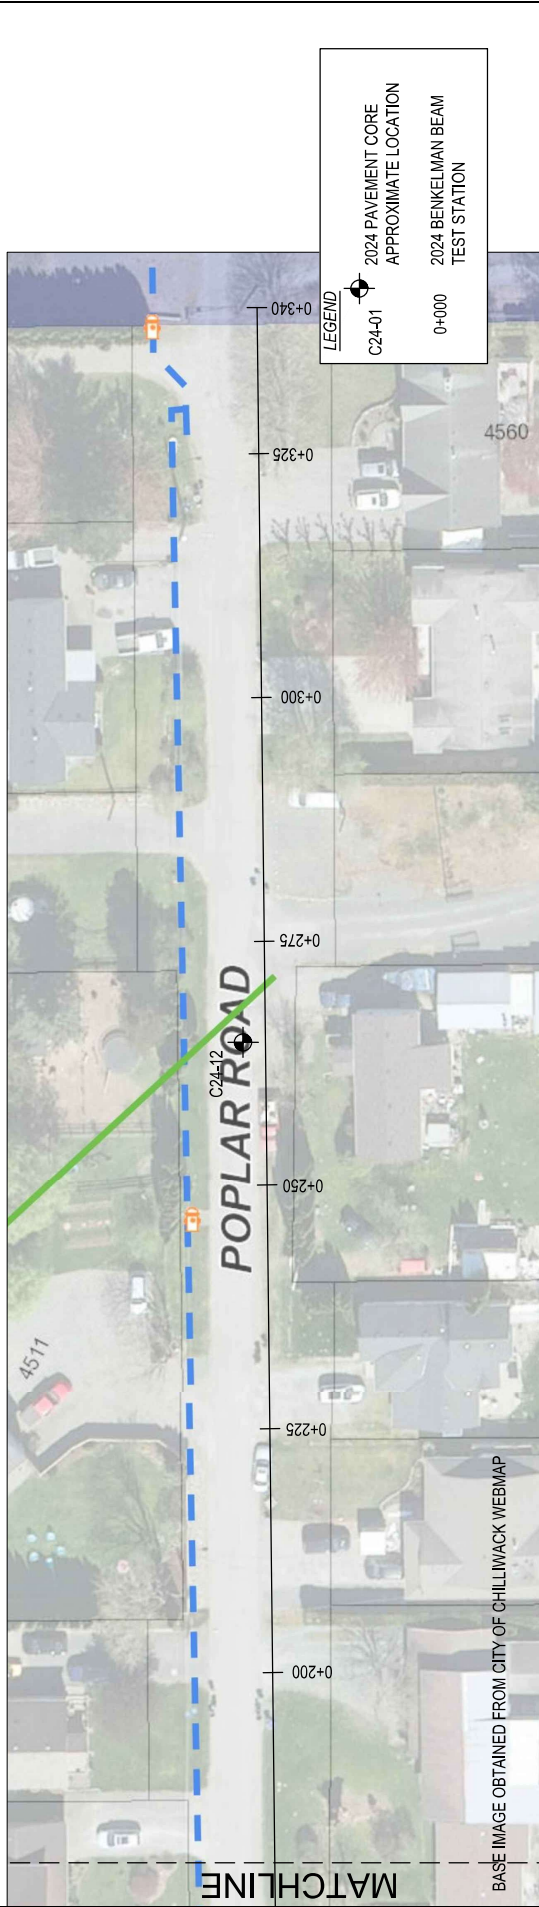 LEGEND
C24-01
2024 PAVEMENT CORE
APPROXIMATE LOCATION
0+000
2024 BENKELMAN BEAM
TEST STATION
0+340
0+325
4560
0+300
0+275
C24-12
POPLAR ROAD
0+250
4511
0+225
0+200
MATCHLINE
BASE IMAGE OBTAINED FROM CITY OF CHILLIWACK WEBMAP